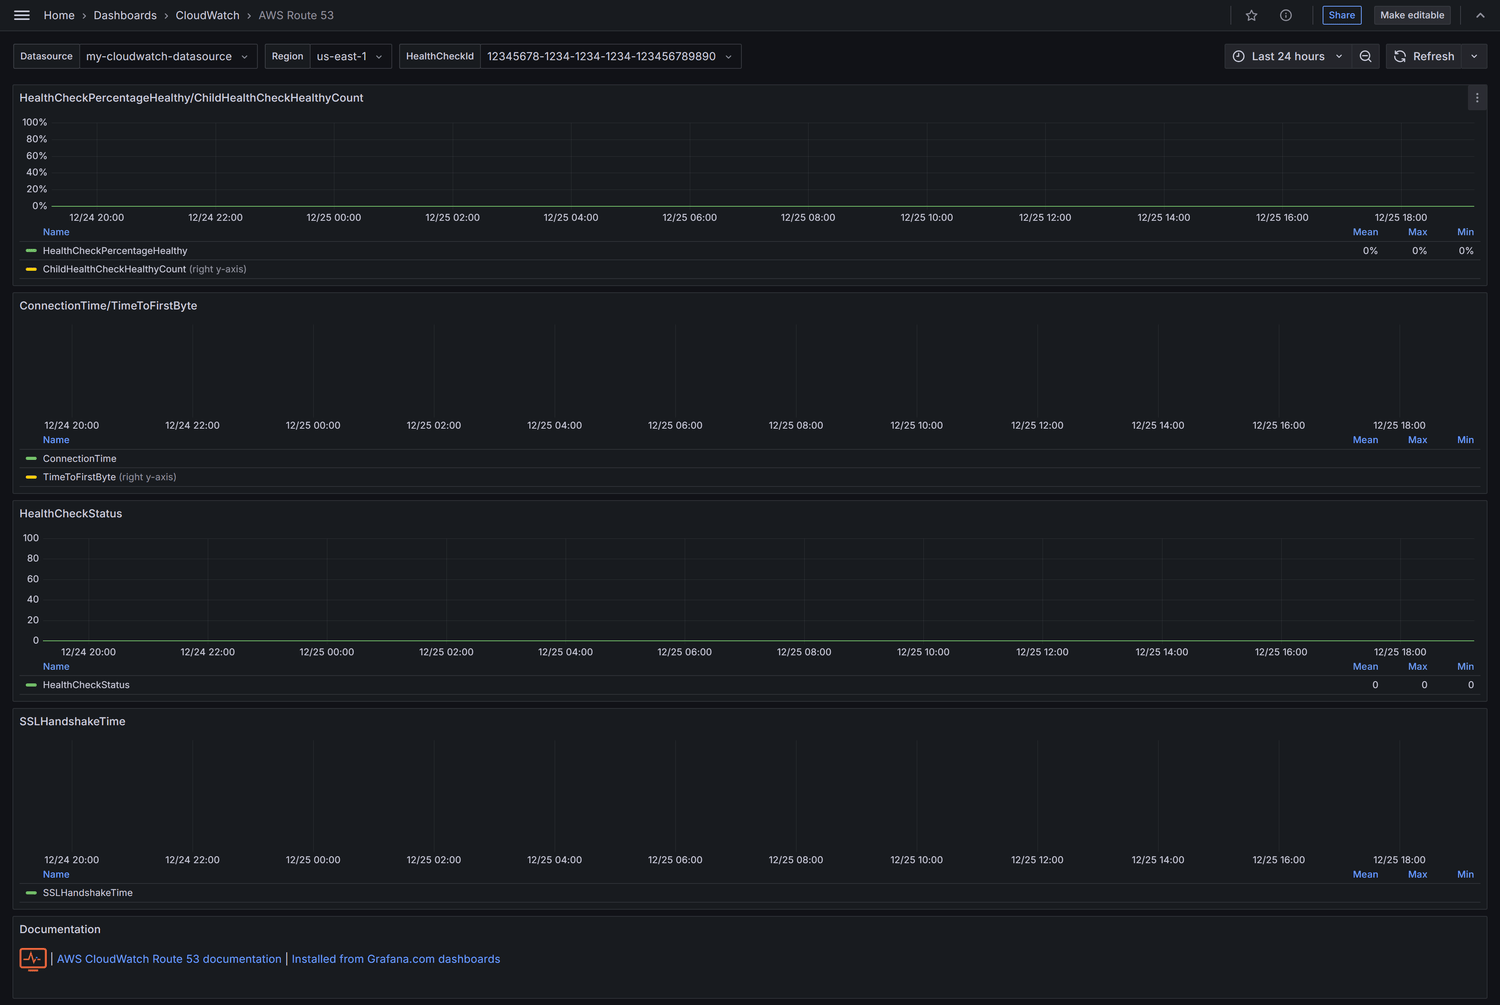 Home › Dashboards › CloudWatch › AWS Route 53 Share Make editable
Datasource my-cloudwatch-datasource Region us-east-1 HealthCheckId 12345678-1234-1234-1234-123456789890 Last 24 hours Refresh
HealthCheckPercentageHealthy/ChildHealthCheckHealthyCount
100%
80%
60%
40%
20%
0%
12/24 20:00 12/24 22:00 12/25 00:00 12/25 02:00 12/25 04:00 12/25 06:00 12/25 08:00 12/25 10:00 12/25 12:00 12/25 14:00 12/25 16:00 12/25 18:00
Name Mean Max Min
HealthCheckPercentageHealthy 0% 0% 0%
ChildHealthCheckHealthyCount (right y-axis)
ConnectionTime/TimeToFirstByte
12/24 20:00 12/24 22:00 12/25 00:00 12/25 02:00 12/25 04:00 12/25 06:00 12/25 08:00 12/25 10:00 12/25 12:00 12/25 14:00 12/25 16:00 12/25 18:00
Name Mean Max Min
ConnectionTime
TimeToFirstByte (right y-axis)
HealthCheckStatus
100
80
60
40
20
0
12/24 20:00 12/24 22:00 12/25 00:00 12/25 02:00 12/25 04:00 12/25 06:00 12/25 08:00 12/25 10:00 12/25 12:00 12/25 14:00 12/25 16:00 12/25 18:00
Name Mean Max Min
HealthCheckStatus 0 0 0
SSLHandshakeTime
12/24 20:00 12/24 22:00 12/25 00:00 12/25 02:00 12/25 04:00 12/25 06:00 12/25 08:00 12/25 10:00 12/25 12:00 12/25 14:00 12/25 16:00 12/25 18:00
Name Mean Max Min
SSLHandshakeTime
Documentation
| AWS CloudWatch Route 53 documentation | Installed from Grafana.com dashboards